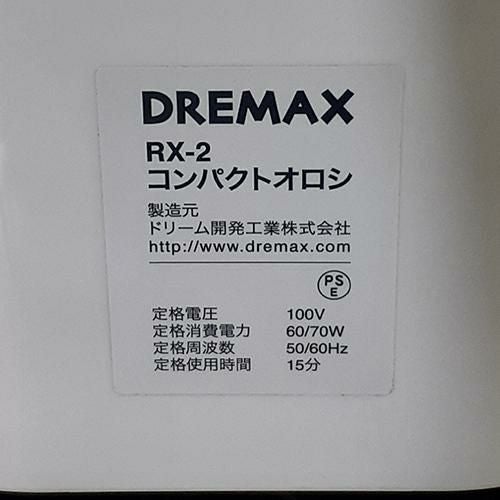 DREMAX
RX-2
コンパクトオロシ
製造元
ドリーム開発工業株式会社
http://www.dremax.com
PS
E
定格電圧 100V
定格消費電力 60/70W
定格周波数 50/60Hz
定格使用時間 15分